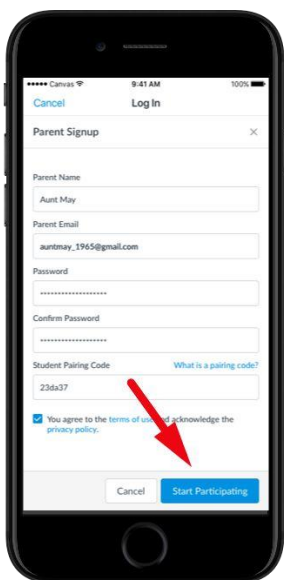 ••••• Canvas 9:41 AM 100%
Cancel Log In
Parent Signup ×
Parent Name
Aunt May
Parent Email
auntmay_1965@gmail.com
Password
Confirm Password
Student Pairing Code What is a pairing code?
23da37
You agree to the terms of use and acknowledge the
privacy policy.
Cancel Start Participating